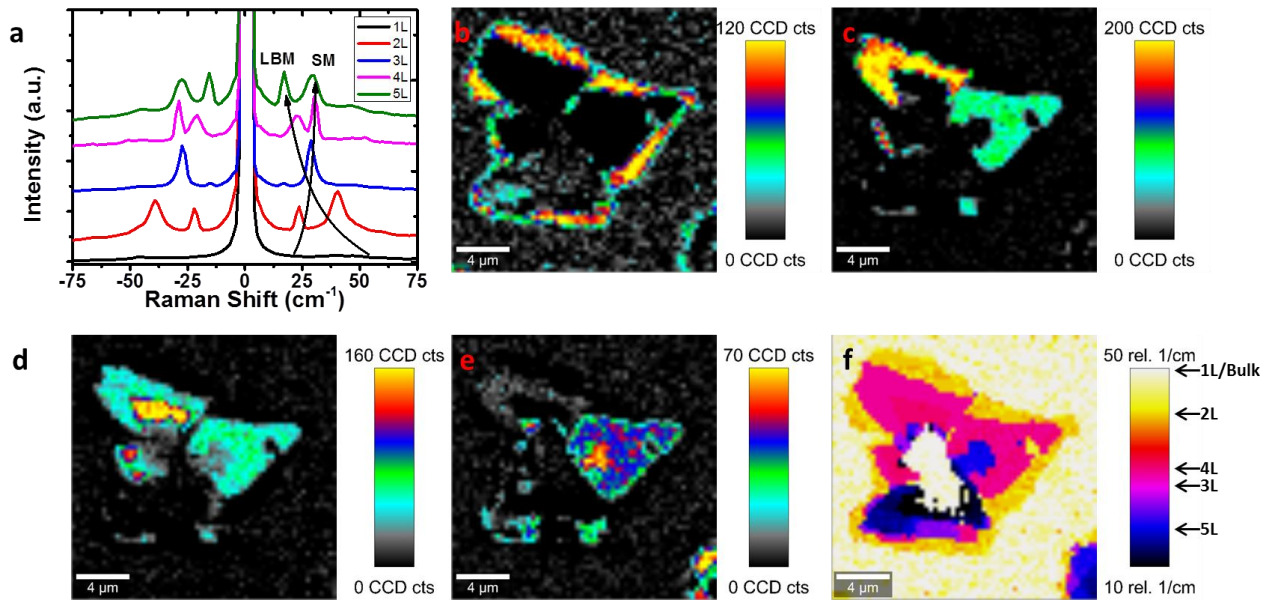 a
1L
2L
3L
4L
5L
LBM
SM
Intensity (a.u.)
-75 -50 -25 0 25 50 75
Raman Shift (cm-1)
b
120 CCD cts
0 CCD cts
4 µm
c
200 CCD cts
0 CCD cts
4 µm
d
160 CCD cts
0 CCD cts
4 µm
e
70 CCD cts
0 CCD cts
4 µm
f
50 rel. 1/cm
1L/Bulk
2L
4L
3L
5L
10 rel. 1/cm
4 µm